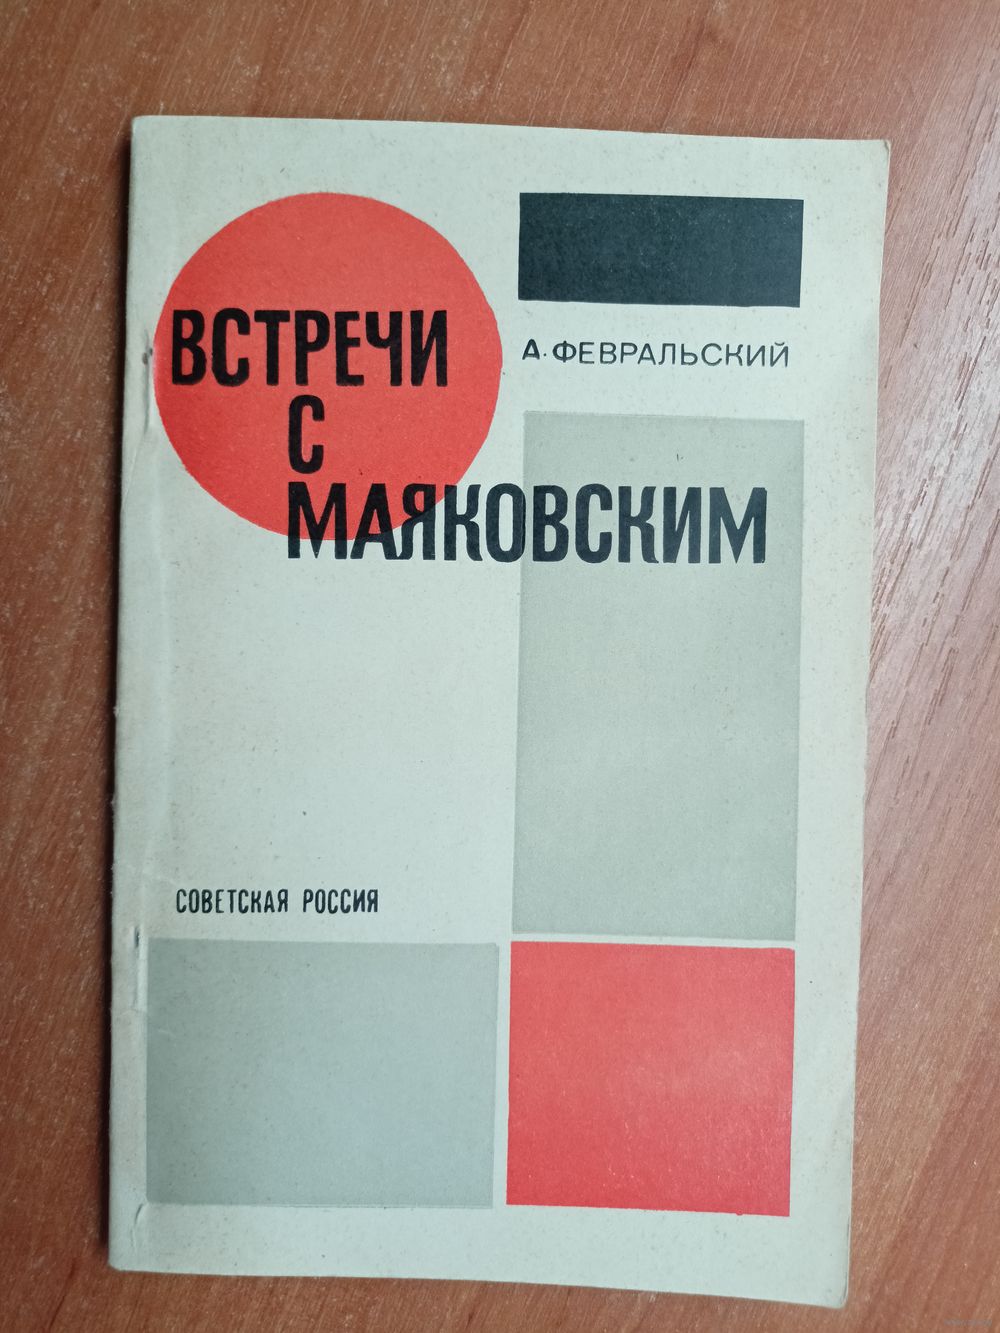 ВСТРЕЧИ
С
МАЯКОВСКИМ
А. ФЕВРАЛЬСКИЙ
СОВЕТСКАЯ РОССИЯ